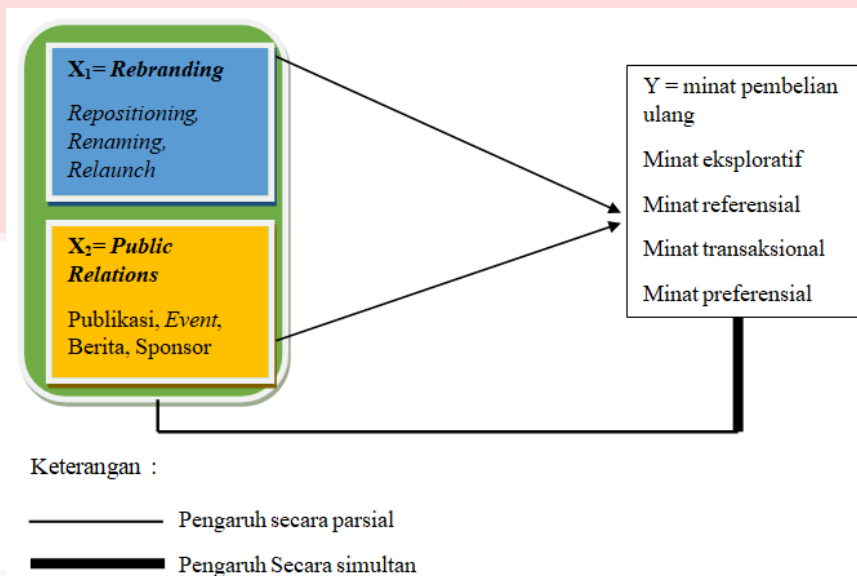 X₁= Rebranding
Repositioning,
Renaming,
Relaunch
X₂= Public
Relations
Publikasi, Event,
Berita, Sponsor
Y = minat pembelian
ulang
Minat eksploratif
Minat referensial
Minat transaksional
Minat preferensial
Keterangan :
Pengaruh secara parsial
Pengaruh Secara simultan